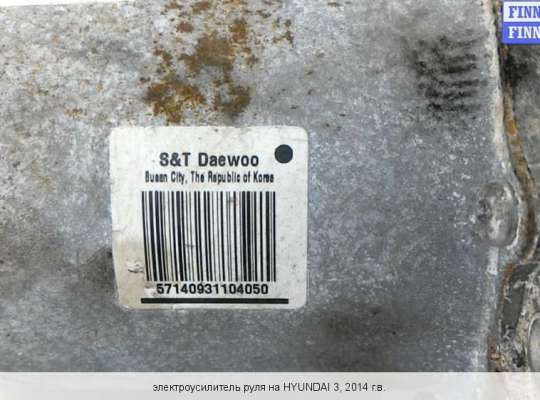 FINN
FINN
S&T Daewoo
Busan City, The Republic of Korea
57140931104050
электроусилитель руля на HYUNDAI 3, 2014 г.в.